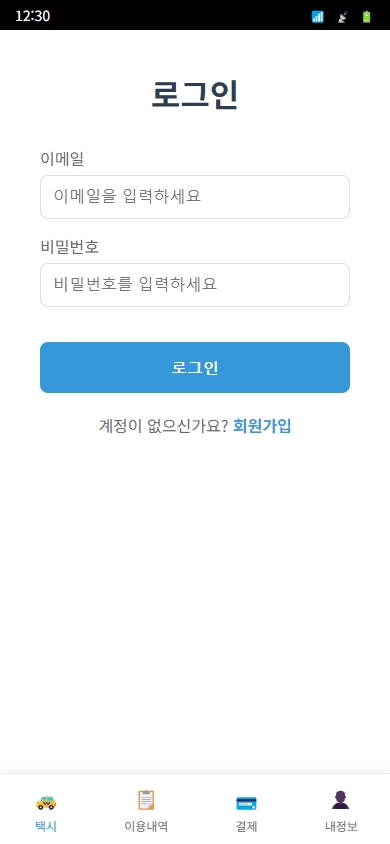 12:30
로그인
이메일
이메일을 입력하세요
비밀번호
비밀번호를 입력하세요
로그인
계정이 없으신가요? 회원가입
택시 이용내역 결제 내정보